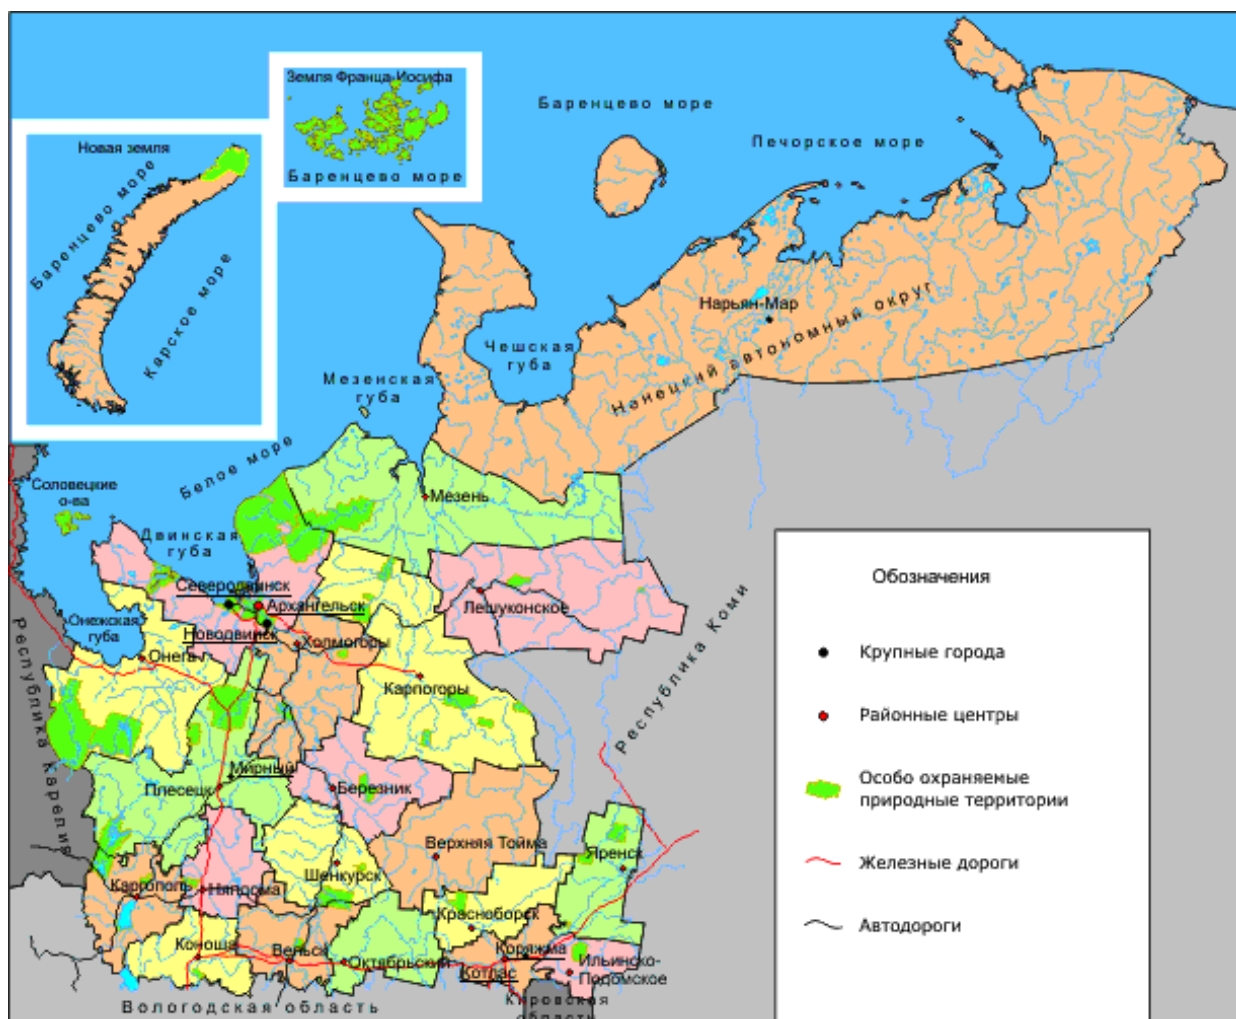 Земля Франца-Иосифа
Баренцево море
Новая земля
Баренцево море
Карское море
Баренцево море
Печорское море
Нарьян-Мар
Ненецкий автономный округ
Чешская
губа
Мезенская
губа
Белое море
Соловецкие
о-ва
Двинская
губа
Мезень
Северодвинск
Архангельск
Лешуконское
Онежская
губа
Новодвинск
Холмогоры
Онега г.
Карпогоры
Республика Карелия
Республика Коми
Мирный
Плесецк
Березник
Верхняя Тойма
Яренск
Шенкурск
Каргополь
Няндома
Красноборск
Коноша
Вельск
Октябрьский
Коряжма
Котлас
Ильинско-
Подомское
Вологодская область
Кировская
область
Обозначения
Крупные города
Районные центры
Особо охраняемые
природные территории
Железные дороги
Автодороги